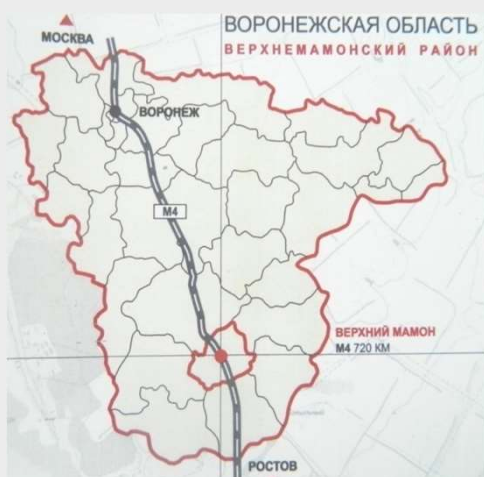 ВОРОНЕЖСКАЯ ОБЛАСТЬ
ВЕРХНЕМАМОНСКИЙ РАЙОН
МОСКВА
ВОРОНЕЖ
М4
ВЕРХНИЙ МАМОН
М4 720 КМ
РОСТОВ